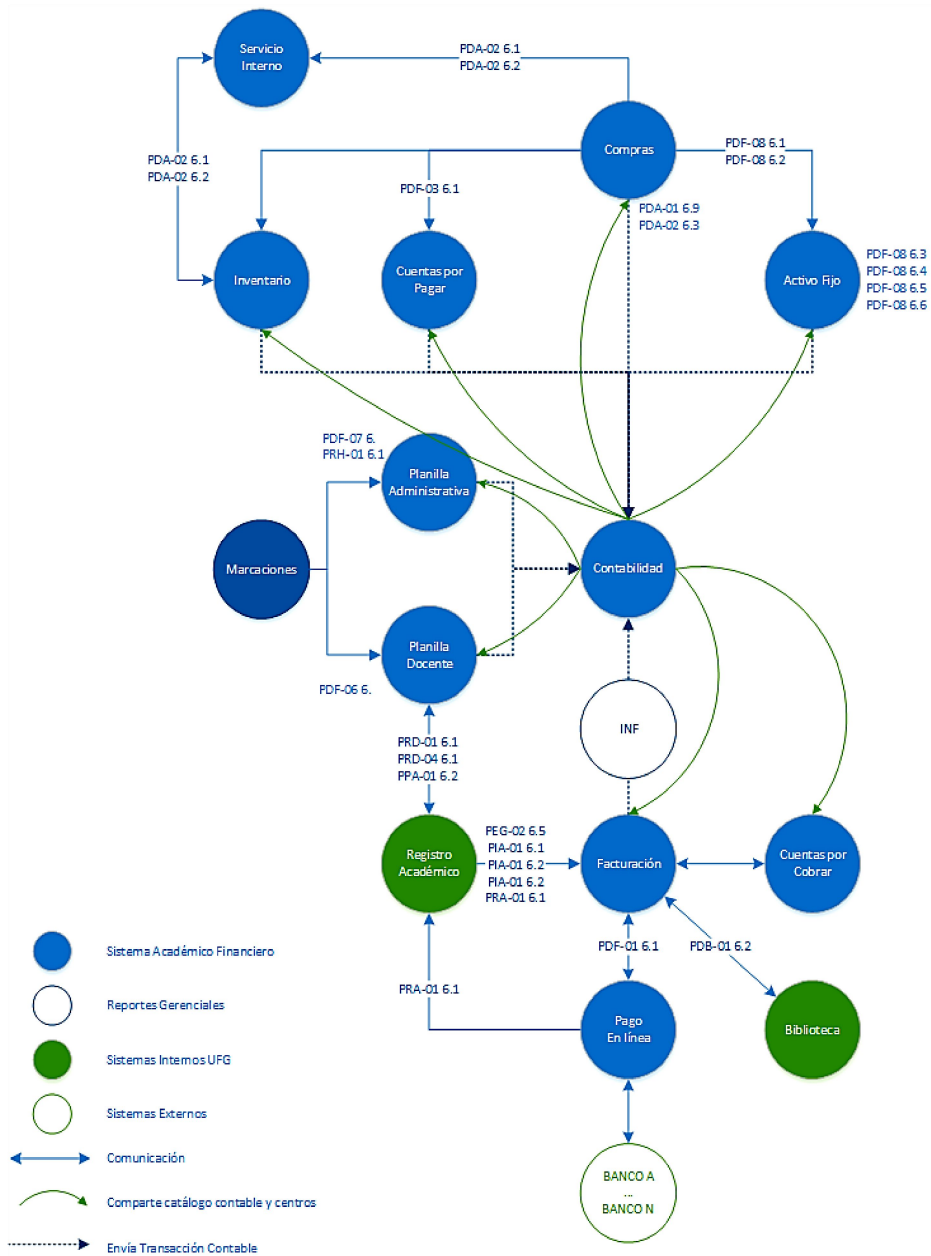 Servicio
Interno
PDA-02 6.1
PDA-02 6.2
Compras
PDF-08 6.1
PDF-08 6.2
PDA-02 6.1
PDA-02 6.2
PDF-03 6.1
PDA-01 6.9
PDA-02 6.3
Inventario
Cuentas por
Pagar
Activo Fijo
PDF-08 6.3
PDF-08 6.4
PDF-08 6.5
PDF-08 6.6
PDF-07 6.
PRH-01 6.1
Planilla
Administrativa
Marcaciones
Contabilidad
Planilla
Docente
PDF-06 6.
INF
PRD-01 6.1
PRD-04 6.1
PPA-01 6.2
Registro
Académico
PEG-02 6.5
PIA-01 6.1
PIA-01 6.2
PIA-01 6.2
PRA-01 6.1
Facturación
Cuentas por
Cobrar
PDF-01 6.1
PDB-01 6.2
PRA-01 6.1
Pago
En línea
Biblioteca
BANCO A
...
BANCO N
Sistema Académico Financiero
Reportes Gerenciales
Sistemas Internos UFG
Sistemas Externos
Comunicación
Comparte catálogo contable y centros
Envía Transacción Contable